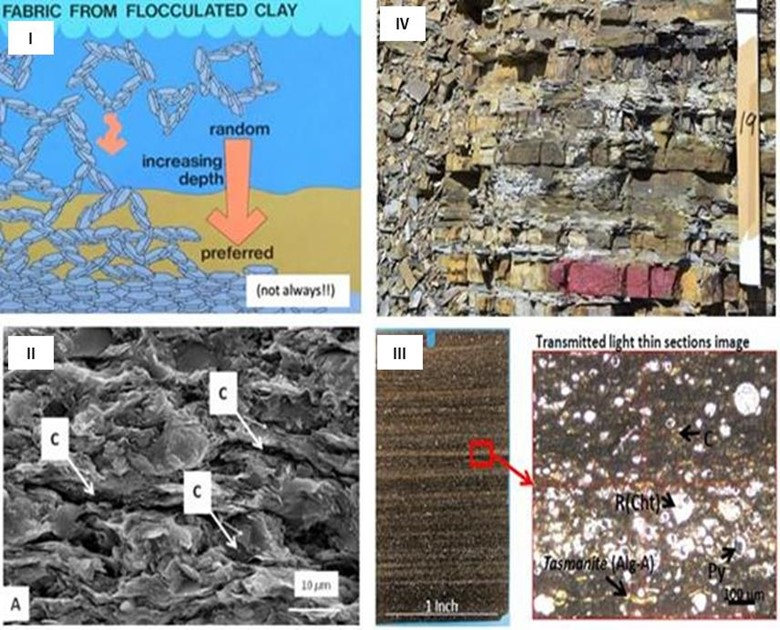 FABRIC FROM FLOCCULATED CLAY
I
random
increasing
depth
preferred
(not always!!)
IV
19
II
C
C
C
10 µm
A
III
1 Inch
Transmitted light thin sections image
C
R(Cht)
Tasmanite (Alg-A)
Py
100 µm